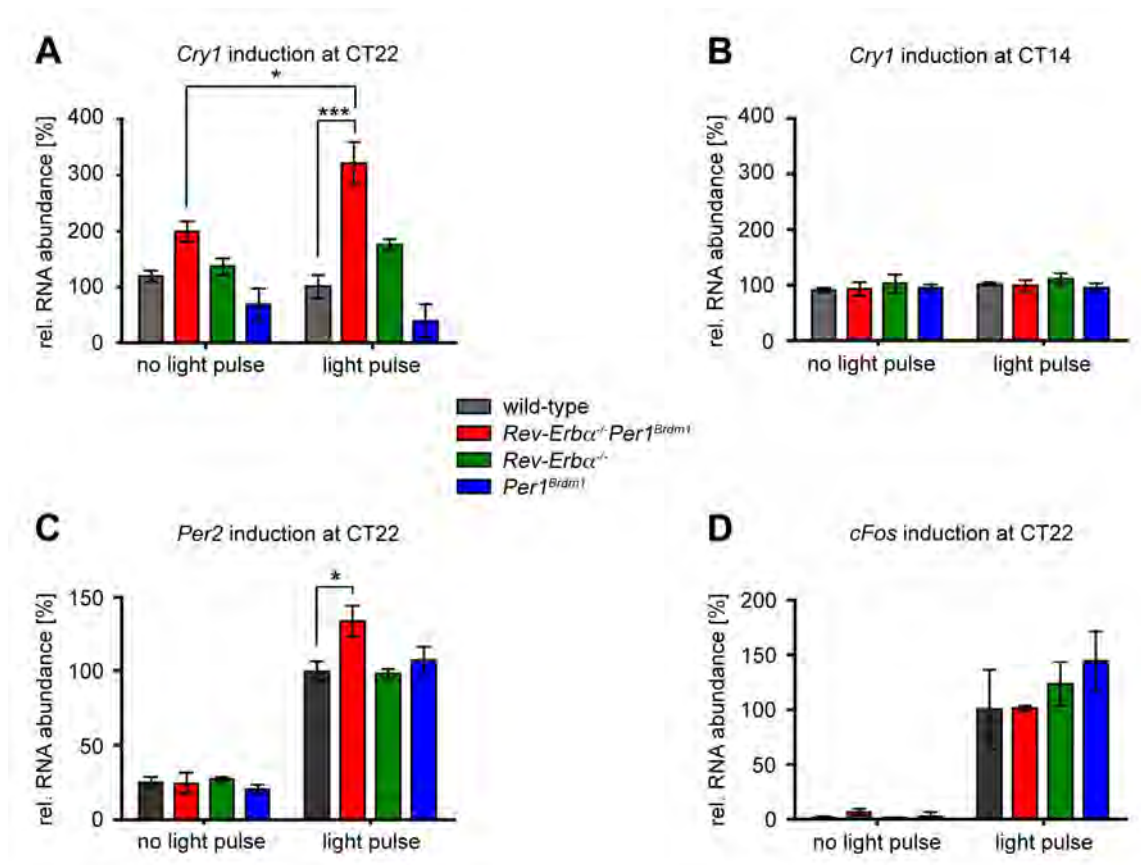 A
Cry1 induction at CT22
*
***
rel. RNA abundance [%]
400
300
200
100
0
no light pulse
light pulse
B
Cry1 induction at CT14
rel. RNA abundance [%]
400
300
200
100
0
no light pulse
light pulse
wild-type
Rev-Erbα-/-Per1Brdm1
Rev-Erbα-/-
Per1Brdm1
C
Per2 induction at CT22
*
rel. RNA abundance [%]
150
100
50
0
no light pulse
light pulse
D
cFos induction at CT22
rel. RNA abundance [%]
200
150
100
50
0
no light pulse
light pulse